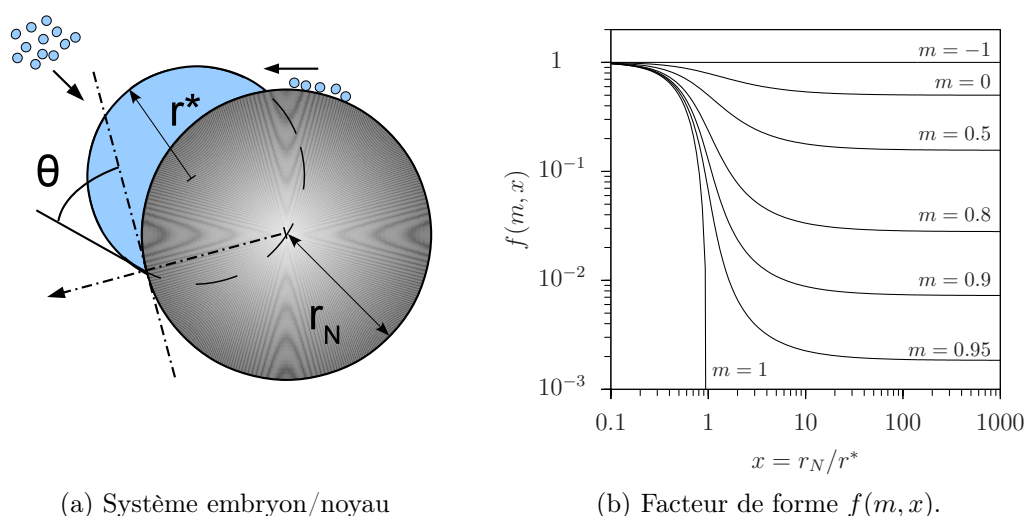 r*
θ
r_N
f(m, x)
1
10^{-1}
10^{-2}
10^{-3}
m = −1
m = 0
m = 0.5
m = 0.8
m = 0.9
m = 0.95
m = 1
0.1 1 10 100 1000
x = r_N/r*
(a) Système embryon/noyau
(b) Facteur de forme f(m, x).